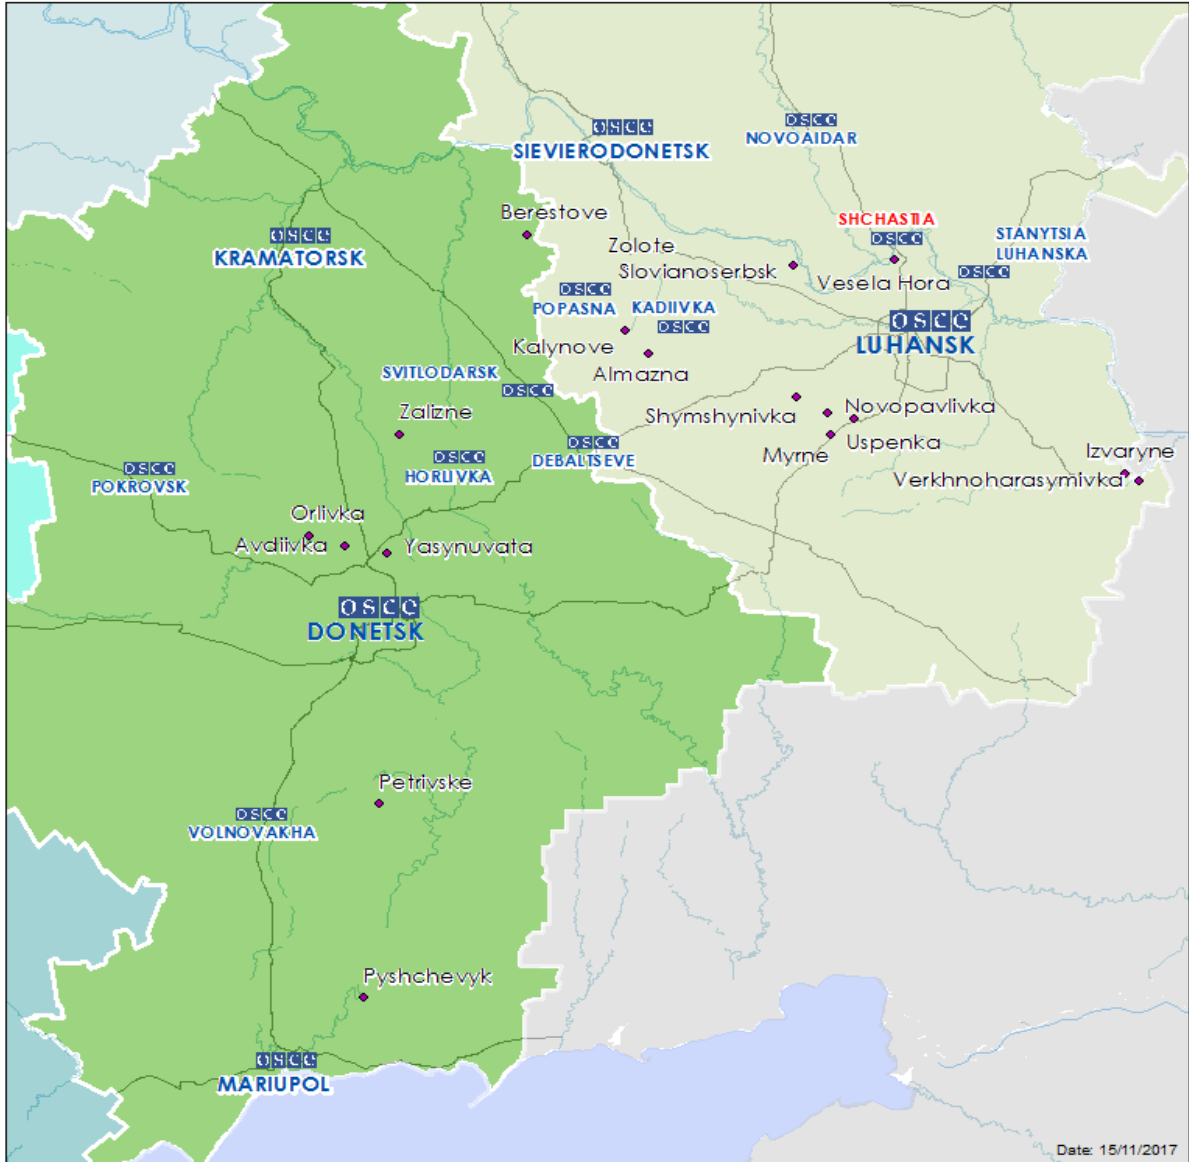 OSCE
SIEVIERODONETSK
OSCE
NOVOAIDAR
Berestove
OSCE
KRAMATORSK
Zolote
Slovianoserbsk
SHCHASTIA
OSCE
Vesela Hora
STANYTSIA
LUHANSKA
OSCE
OSCE
POPASNA
KADIIVKA
OSCE
OSCE
LUHANSK
Kalynove
Almazna
SVITLODARSK
OSCE
Zalizne
Shymshynivka
Novopavlivka
Myrne
Uspenka
OSCE
DEBALTSEVE
OSCE
HORLIVKA
OSCE
POKROVSK
Izvaryne
Verkhnoharasymivka
Orlivka
Avdiivka
Yasynuvata
OSCE
DONETSK
Petrivske
OSCE
VOLNOVAKHA
Pyshchevyk
OSCE
MARIUPOL
Date: 15/11/2017